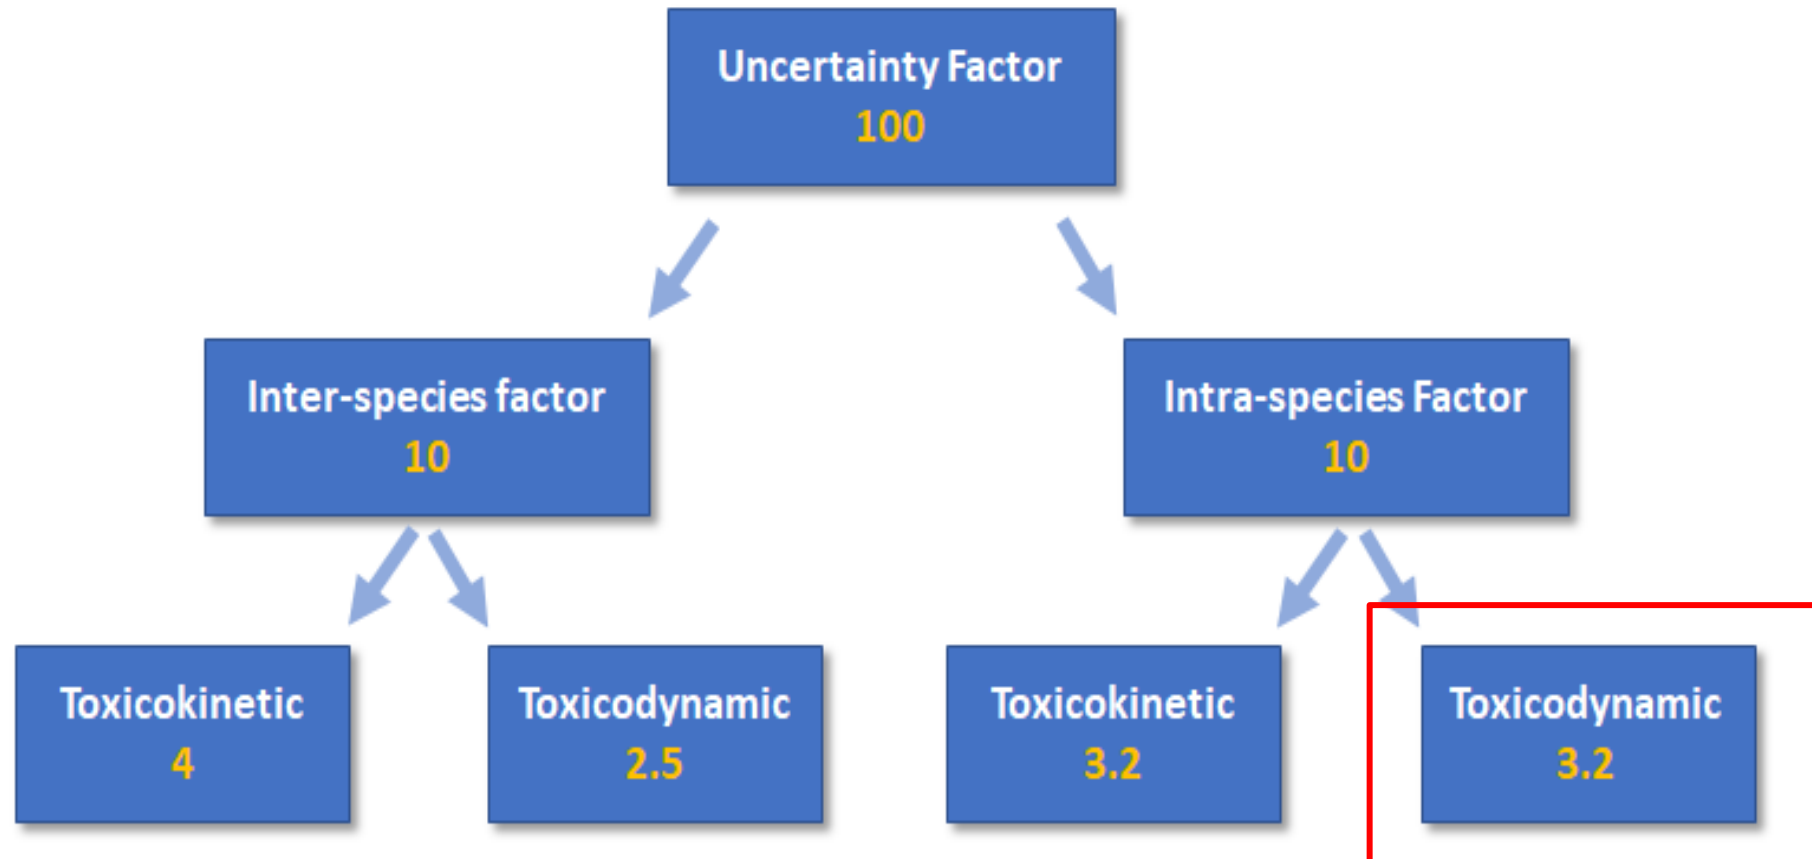 Uncertainty Factor
100
Inter-species factor
10
Intra-species Factor
10
Toxicokinetic
4
Toxicodynamic
2.5
Toxicokinetic
3.2
Toxicodynamic
3.2